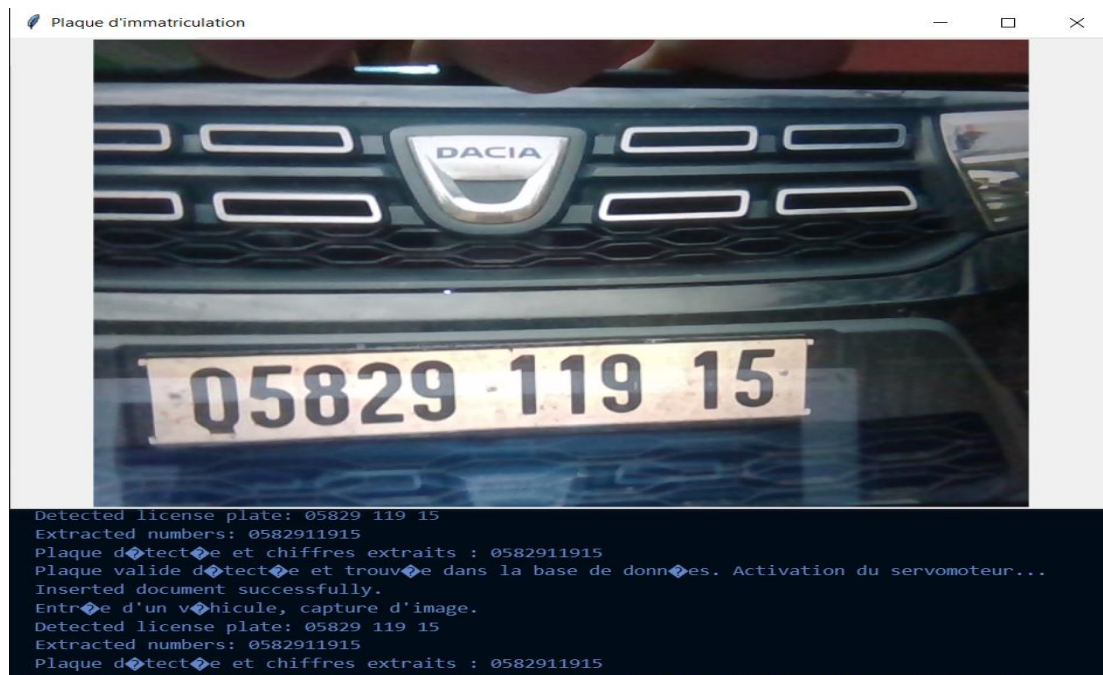 Plaque d'immatriculation
DACIA
05829 119 15
Detected license plate: 05829 119 15
Extracted numbers: 0582911915
Plaque d�tect�e et chiffres extraits : 0582911915
Plaque valide d�tect�e et trouv�e dans la base de donn�es. Activation du servomoteur...
Inserted document successfully.
Entr�e d'un v�hicule, capture d'image.
Detected license plate: 05829 119 15
Extracted numbers: 0582911915
Plaque d�tect�e et chiffres extraits : 0582911915